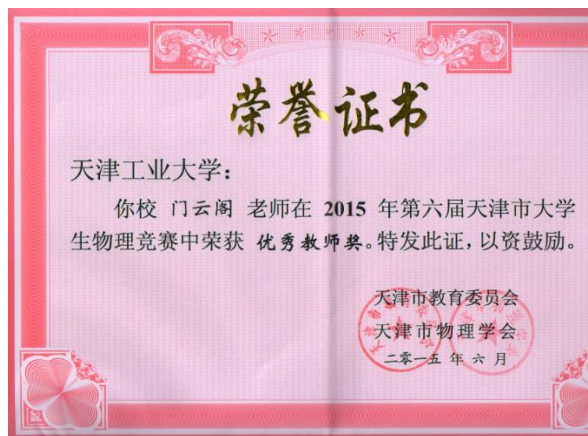 荣誉证书
天津工业大学：
你校 门云阁 老师在 2015 年第六届天津市大学
生物理竞赛中荣获 优秀教师奖。特发此证，以资鼓励。
天津市教育委员会
天津市物理学会
二零一五 年 六 月